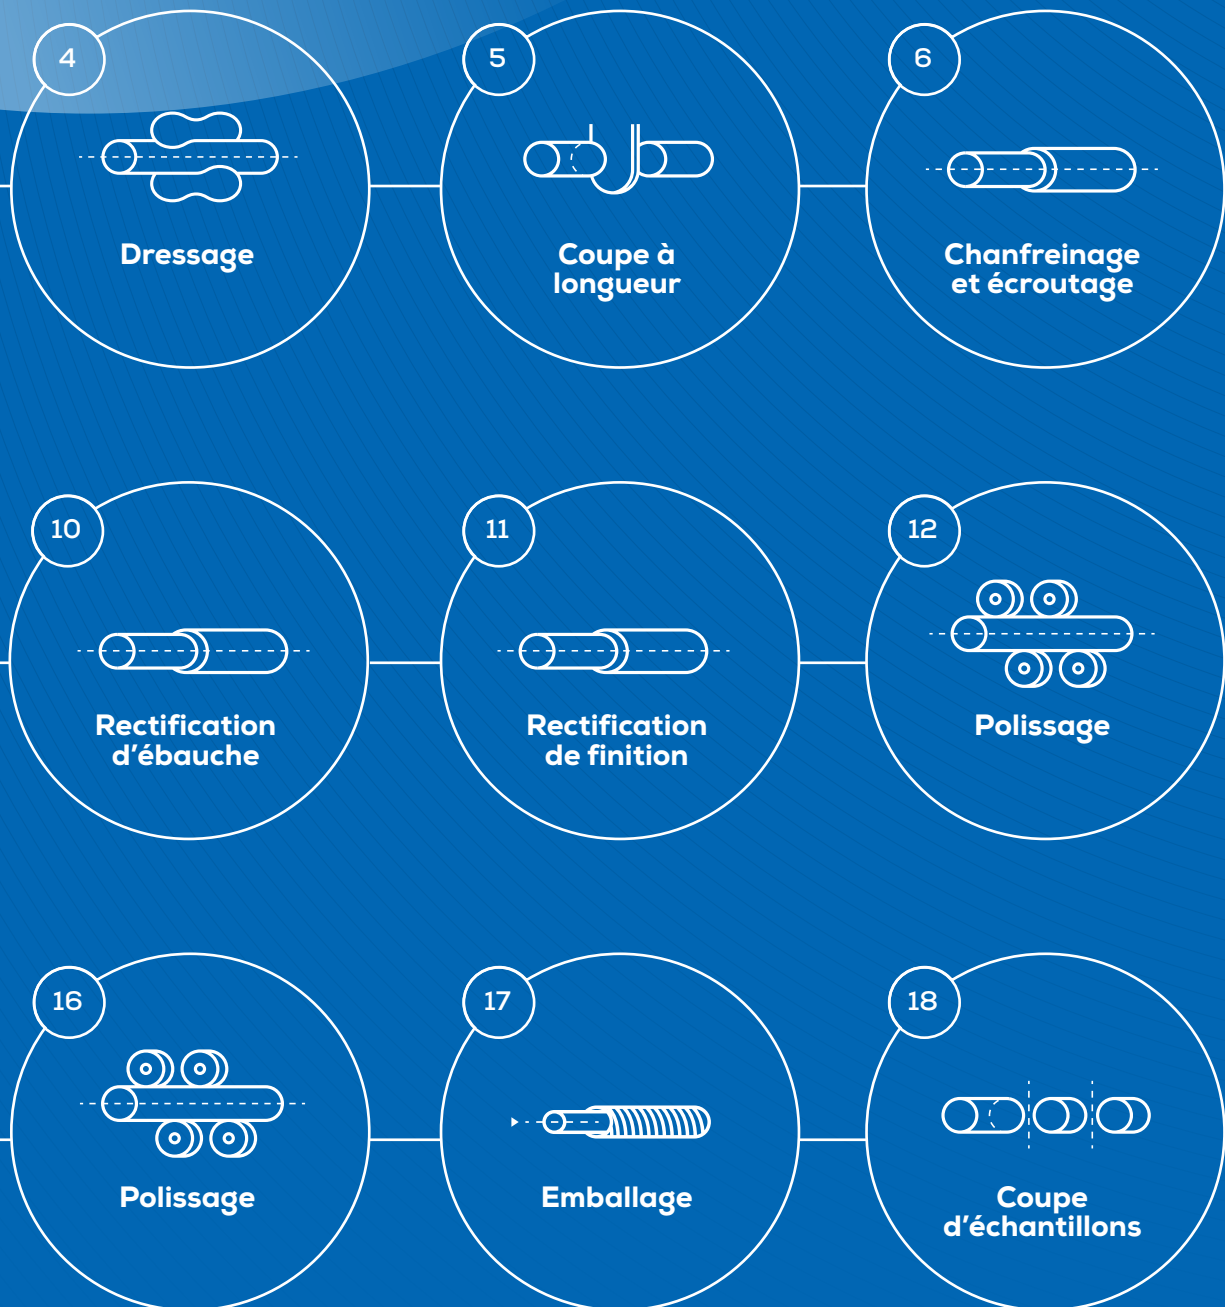 4
Dressage
5
Coupe à
longueur
6
Chanfreinage
et écroutage
10
Rectification
d'ébauche
11
Rectification
de finition
12
Polissage
16
Polissage
17
Emballage
18
Coupe
d'échantillons